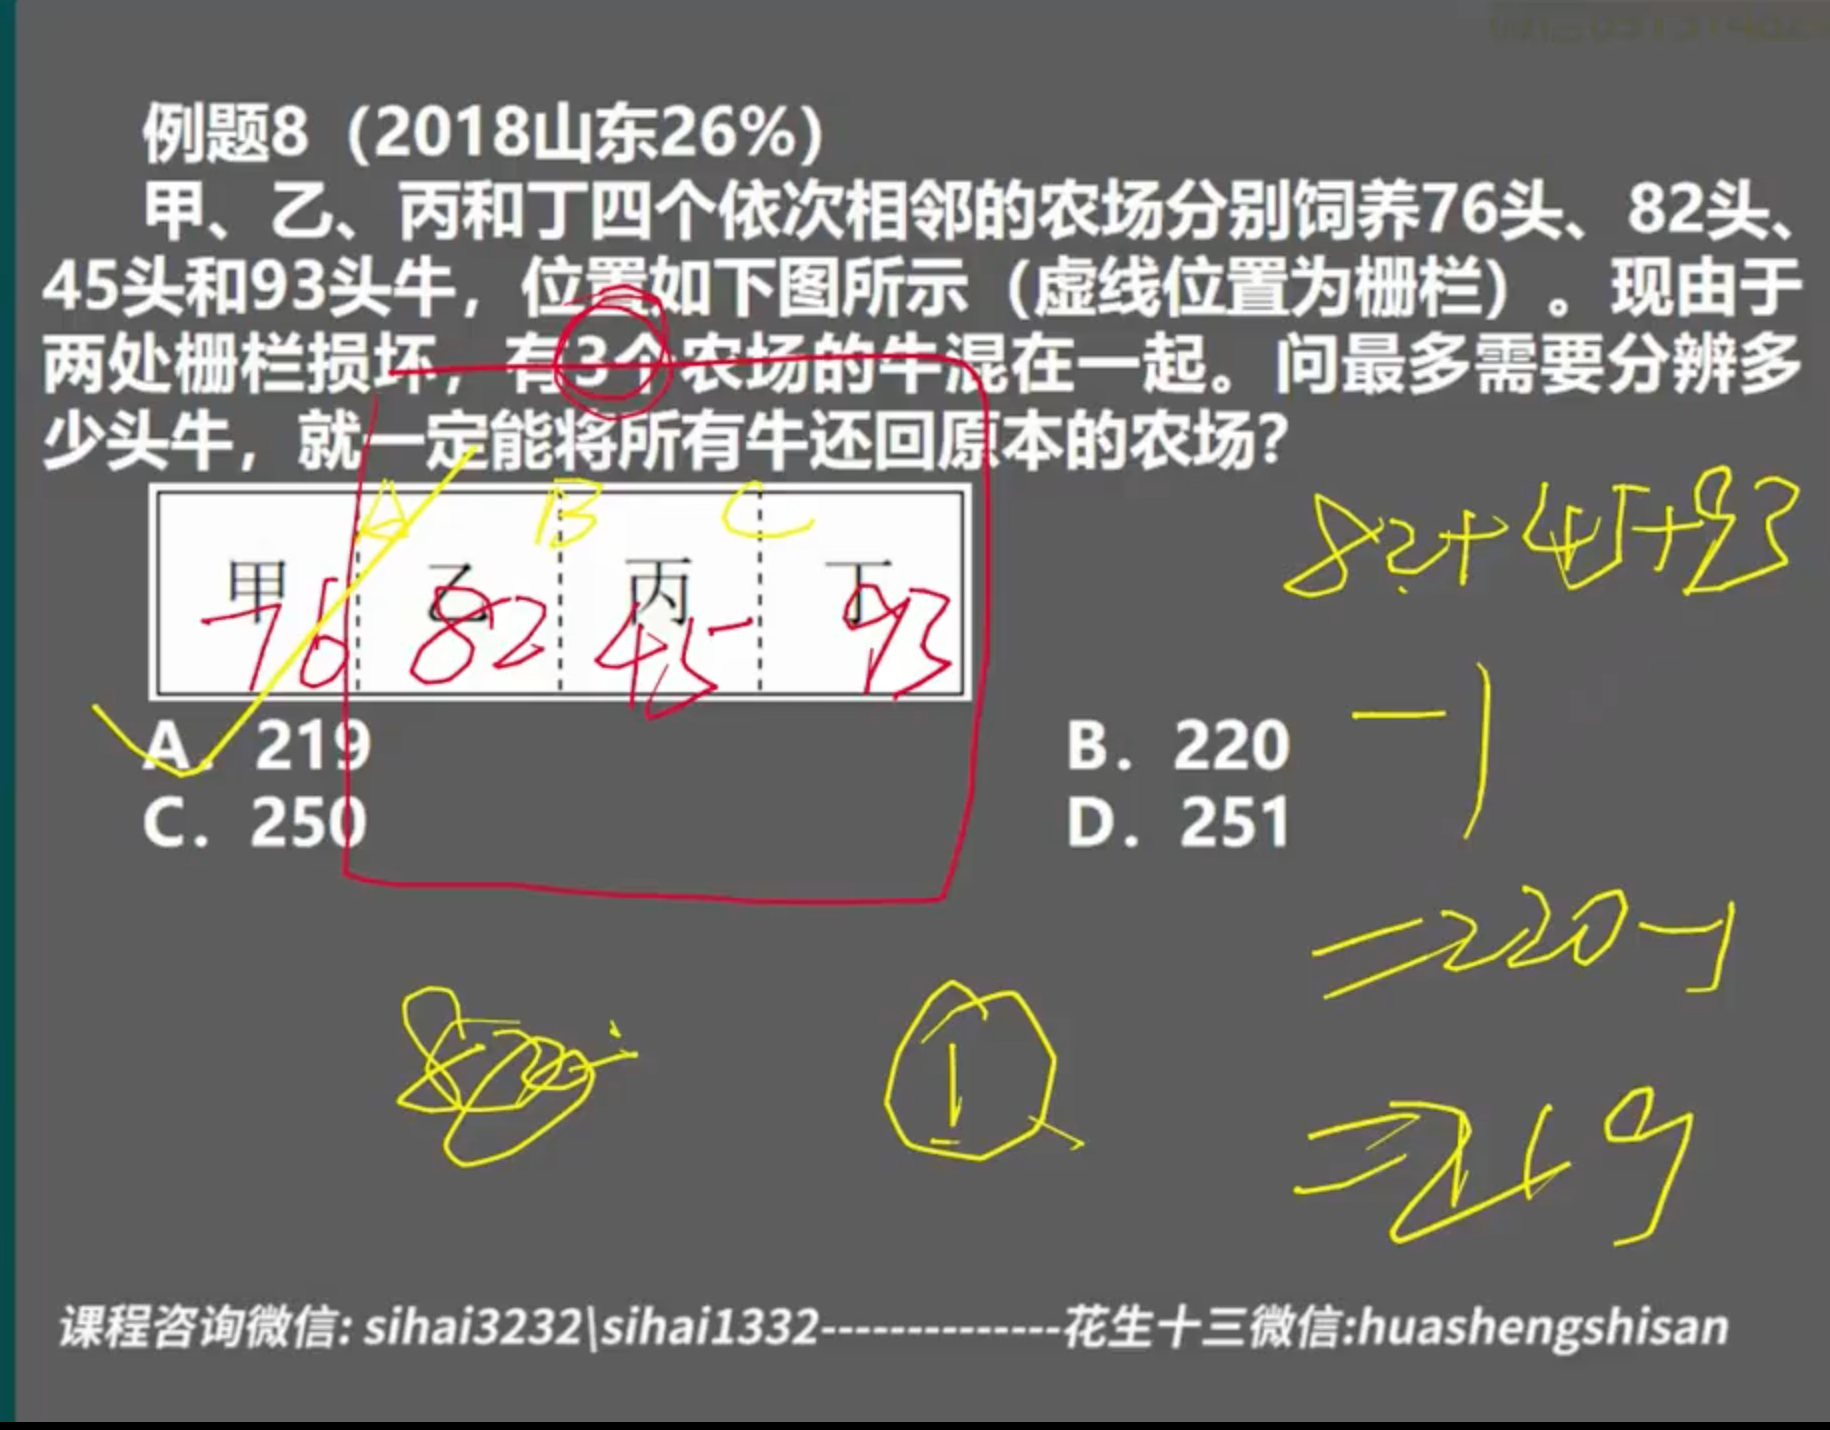 例题8（2018山东26%）
甲、乙、丙和丁四个依次相邻的农场分别饲养76头、82头、
45头和93头牛，位置如下图所示（虚线位置为栅栏）。现由于
两处栅栏损坏，有3个农场的牛混在一起。问最多需要分辨多
少头牛，就一定能将所有牛还回原本的农场？
A B C
甲 乙 丙 丁
76 82 45 93
82+45+93
A. 219 B. 220
-1
C. 250 D. 251
=220-1
1
=219
课程咨询微信: sihai3232\sihai1332--------------花生十三微信:huashengshisan